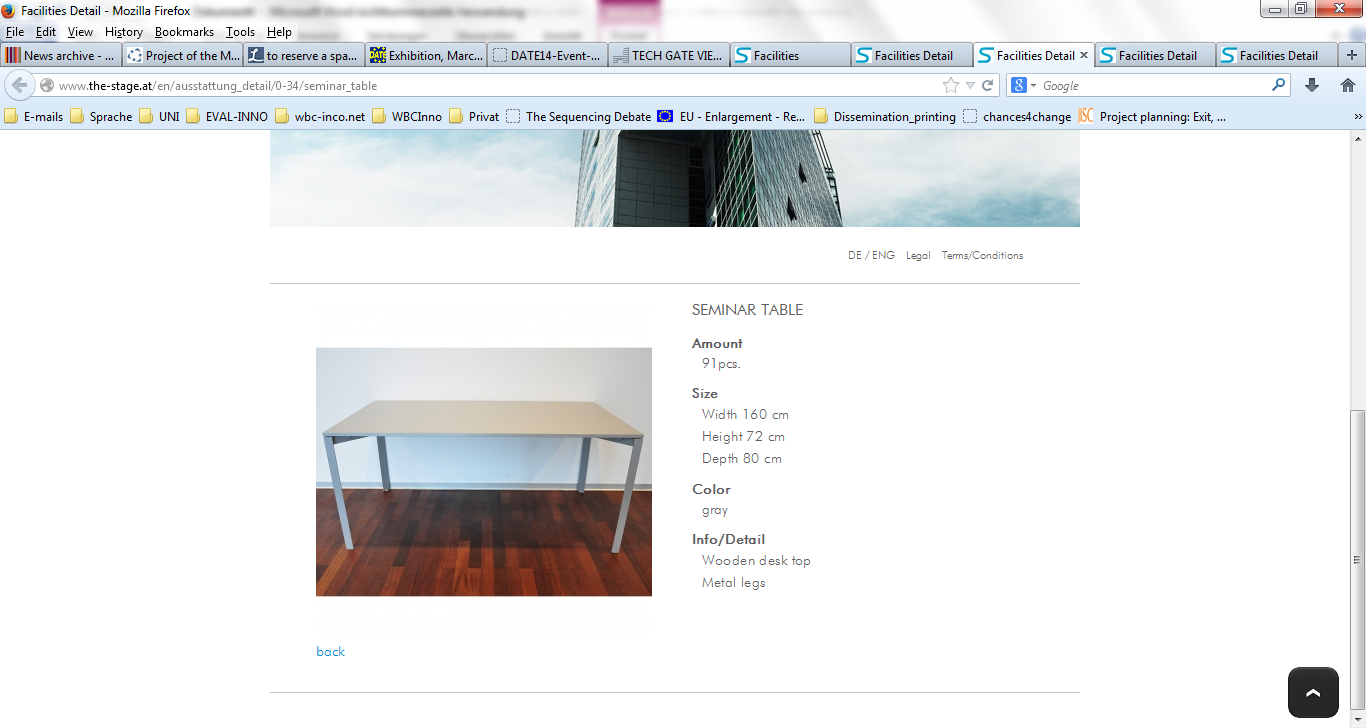 Facilities Detail - Mozilla Firefox
File Edit View History Bookmarks Tools Help
News archive - ... Project of the M... to reserve a spa... Exhibition, Marc... DATE14-Event-... TECH GATE VIE... Facilities Facilities Detail Facilities Detail Facilities Detail Facilities Detail
www.the-stage.at/en/ausstattung_detail/0-34/seminar_table Google
E-mails Sprache UNI EVAL-INNO wbc-inco.net WBCInno Privat The Sequencing Debate EU - Enlargement - Re... Dissemination_printing chances4change Project planning: Exit, ...
DE / ENG Legal Terms/Conditions
SEMINAR TABLE
Amount
91pcs.
Size
Width 160 cm
Height 72 cm
Depth 80 cm
Color
gray
Info/Detail
Wooden desk top
Metal legs
back